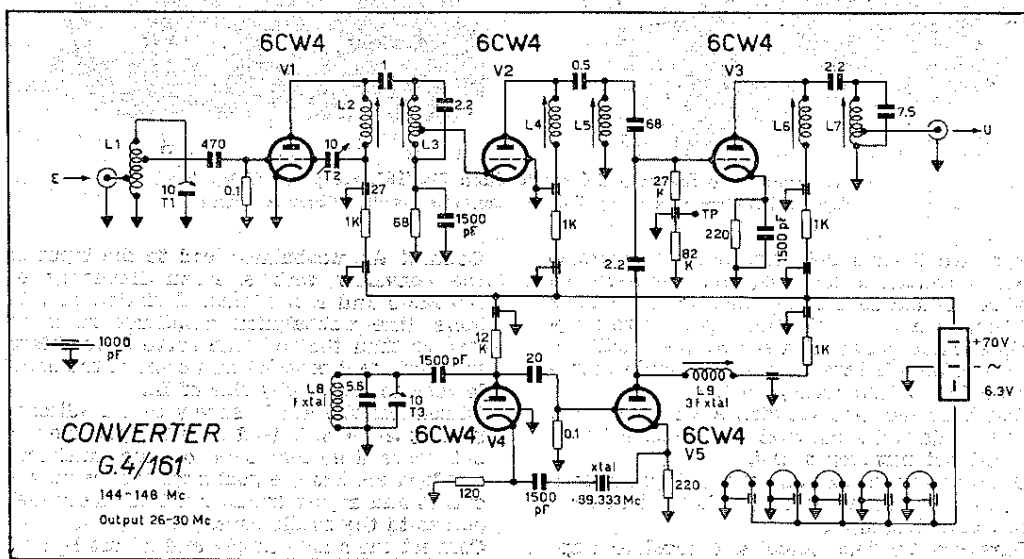 6CW4
6CW4
6CW4
V1
V2
V3
1
0.5
2.2
L2
2.2
L3
L4
L5
68
L6
L7
7.5
L1
470
10
T2
ε
U
10
T1
0.1
27
1K
68
1500
pF
1K
27
K
TP
82
K
220
1500 pF
1K
2.2
1000
pF
12
K
1500 pF
20
1K
+70V
~
6.3V
L8
F xtal
5.6
10
T3
L9
3F xtal
6CW4
V4
0.1
6CW4
V5
CONVERTER
G.4/161
144-148 Mc
Output 26-30 Mc
120
1500
pF
xtal
39.333 Mc
220